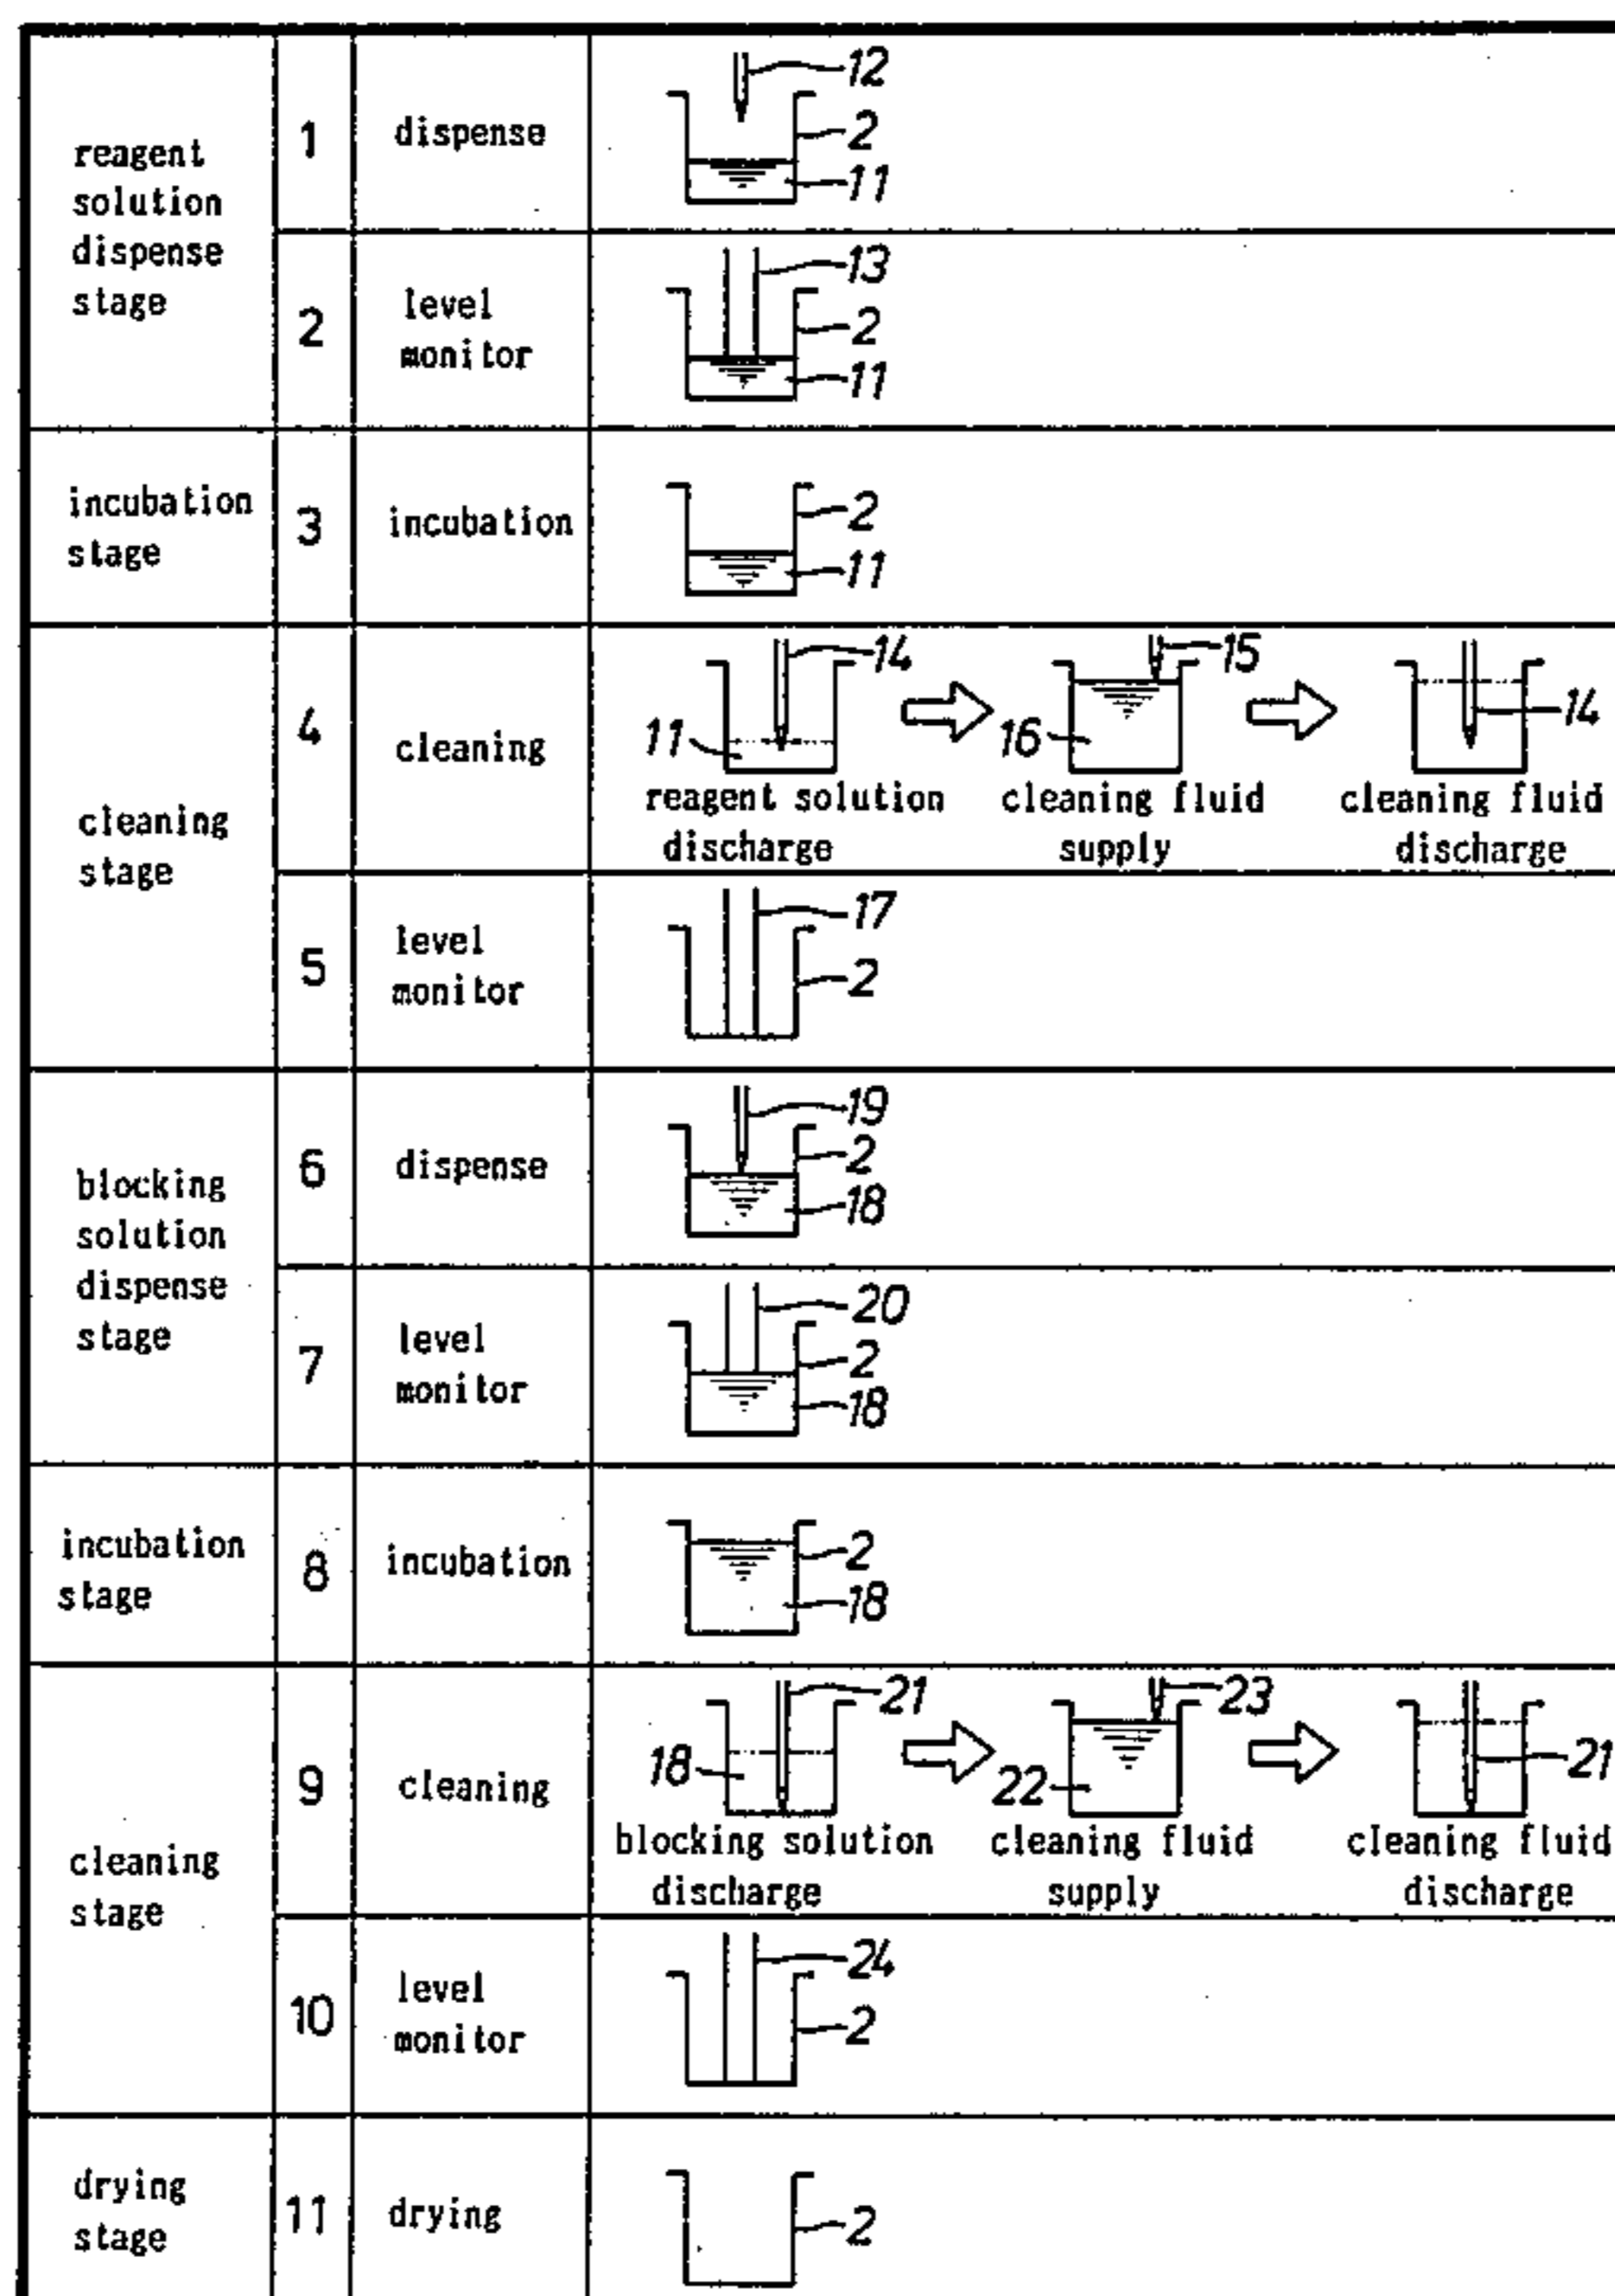 reagent
solution
dispense
stage
1
dispense
12
2
11
2
level
monitor
13
2
11
incubation
stage
3
incubation
2
11
cleaning
stage
4
cleaning
14
11
reagent solution
discharge
15
16
cleaning fluid
supply
14
cleaning fluid
discharge
5
level
monitor
17
2
blocking
solution
dispense
stage
6
dispense
19
2
18
7
level
monitor
20
2
18
incubation
stage
8
incubation
2
18
cleaning
stage
9
cleaning
21
18
blocking solution
discharge
23
22
cleaning fluid
supply
21
cleaning fluid
discharge
10
level
monitor
24
2
drying
stage
11
drying
2